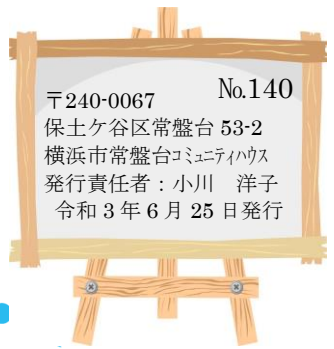 No.140
〒240-0067
保土ケ谷区常盤台 53-2
横浜市常盤台ｺﾐｭﾆﾃｨﾊｳｽ
発行責任者：小川　洋子
令和 3 年 6 月 25 日発行